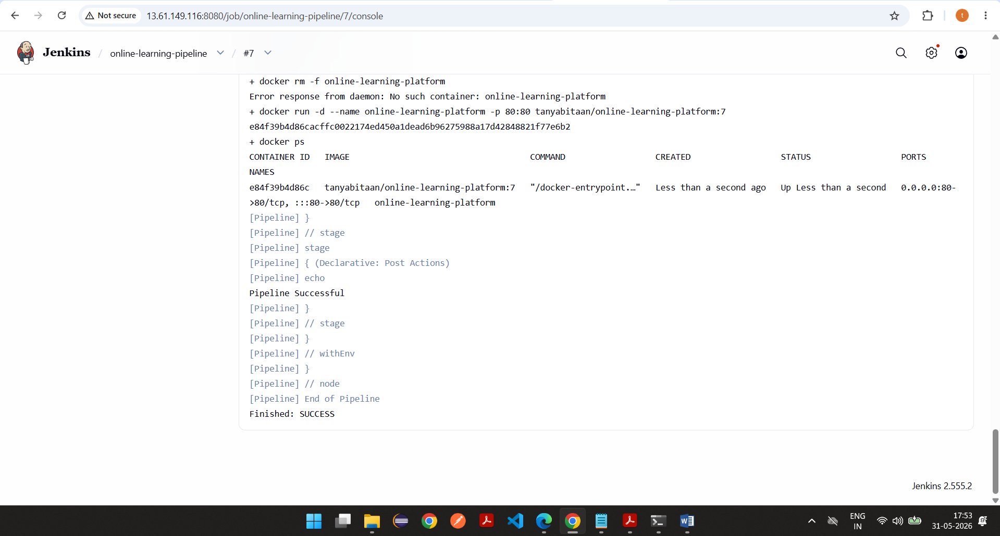 Not secure
13.61.149.116:8080/job/online-learning-pipeline/7/console
t
Jenkins / online-learning-pipeline / #7
+ docker rm -f online-learning-platform
Error response from daemon: No such container: online-learning-platform
+ docker run -d --name online-learning-platform -p 80:80 tanyabitaan/online-learning-platform:7
e84f39b4d86cacffc0022174ed450a1dead6b96275988a17d42848821f77e6b2
+ docker ps
CONTAINER ID   IMAGE                                    COMMAND                  CREATED                  STATUS                  PORTS
NAMES
e84f39b4d86c   tanyabitaan/online-learning-platform:7   "/docker-entrypoint.…"   Less than a second ago   Up Less than a second   0.0.0.0:80-
>80/tcp, :::80->80/tcp   online-learning-platform
[Pipeline] }
[Pipeline] // stage
[Pipeline] stage
[Pipeline] { (Declarative: Post Actions)
[Pipeline] echo
Pipeline Successful
[Pipeline] }
[Pipeline] // stage
[Pipeline] }
[Pipeline] // withEnv
[Pipeline] }
[Pipeline] // node
[Pipeline] End of Pipeline
Finished: SUCCESS
Jenkins 2.555.2
ENG
IN
17:53
31-05-2026